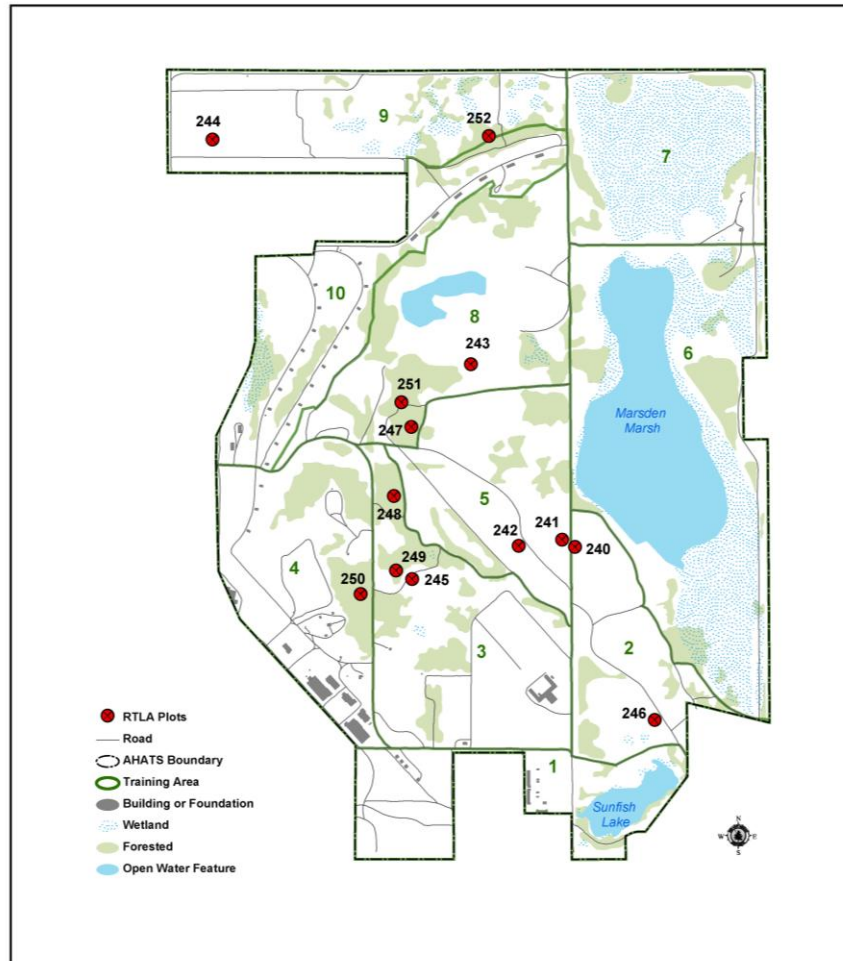 244
9
252
7
10
8
243
6
251
247
Marsden
Marsh
5
248
242
241
240
249
4
250
245
2
3
246
1
Sunfish
Lake
RTLA Plots
Road
AHATS Boundary
Training Area
Building or Foundation
Wetland
Forested
Open Water Feature
N
W
E
S